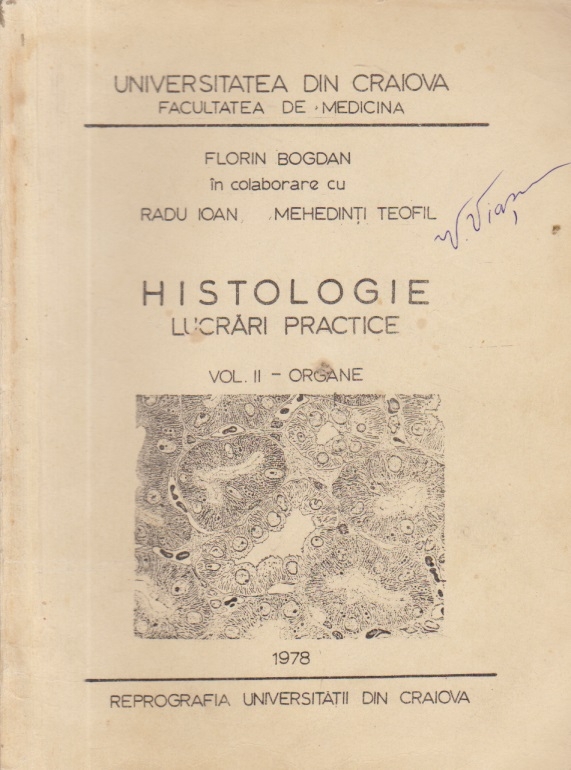 UNIVERSITATEA DIN CRAIOVA
FACULTATEA DE MEDICINA
FLORIN BOGDAN
în colaborare cu
RADU IOAN MEHEDINȚI TEOFIL
HISTOLOGIE
LUCRĂRI PRACTICE
VOL. II - ORGANE
1978
REPROGRAFIA UNIVERSITĂȚII DIN CRAIOVA